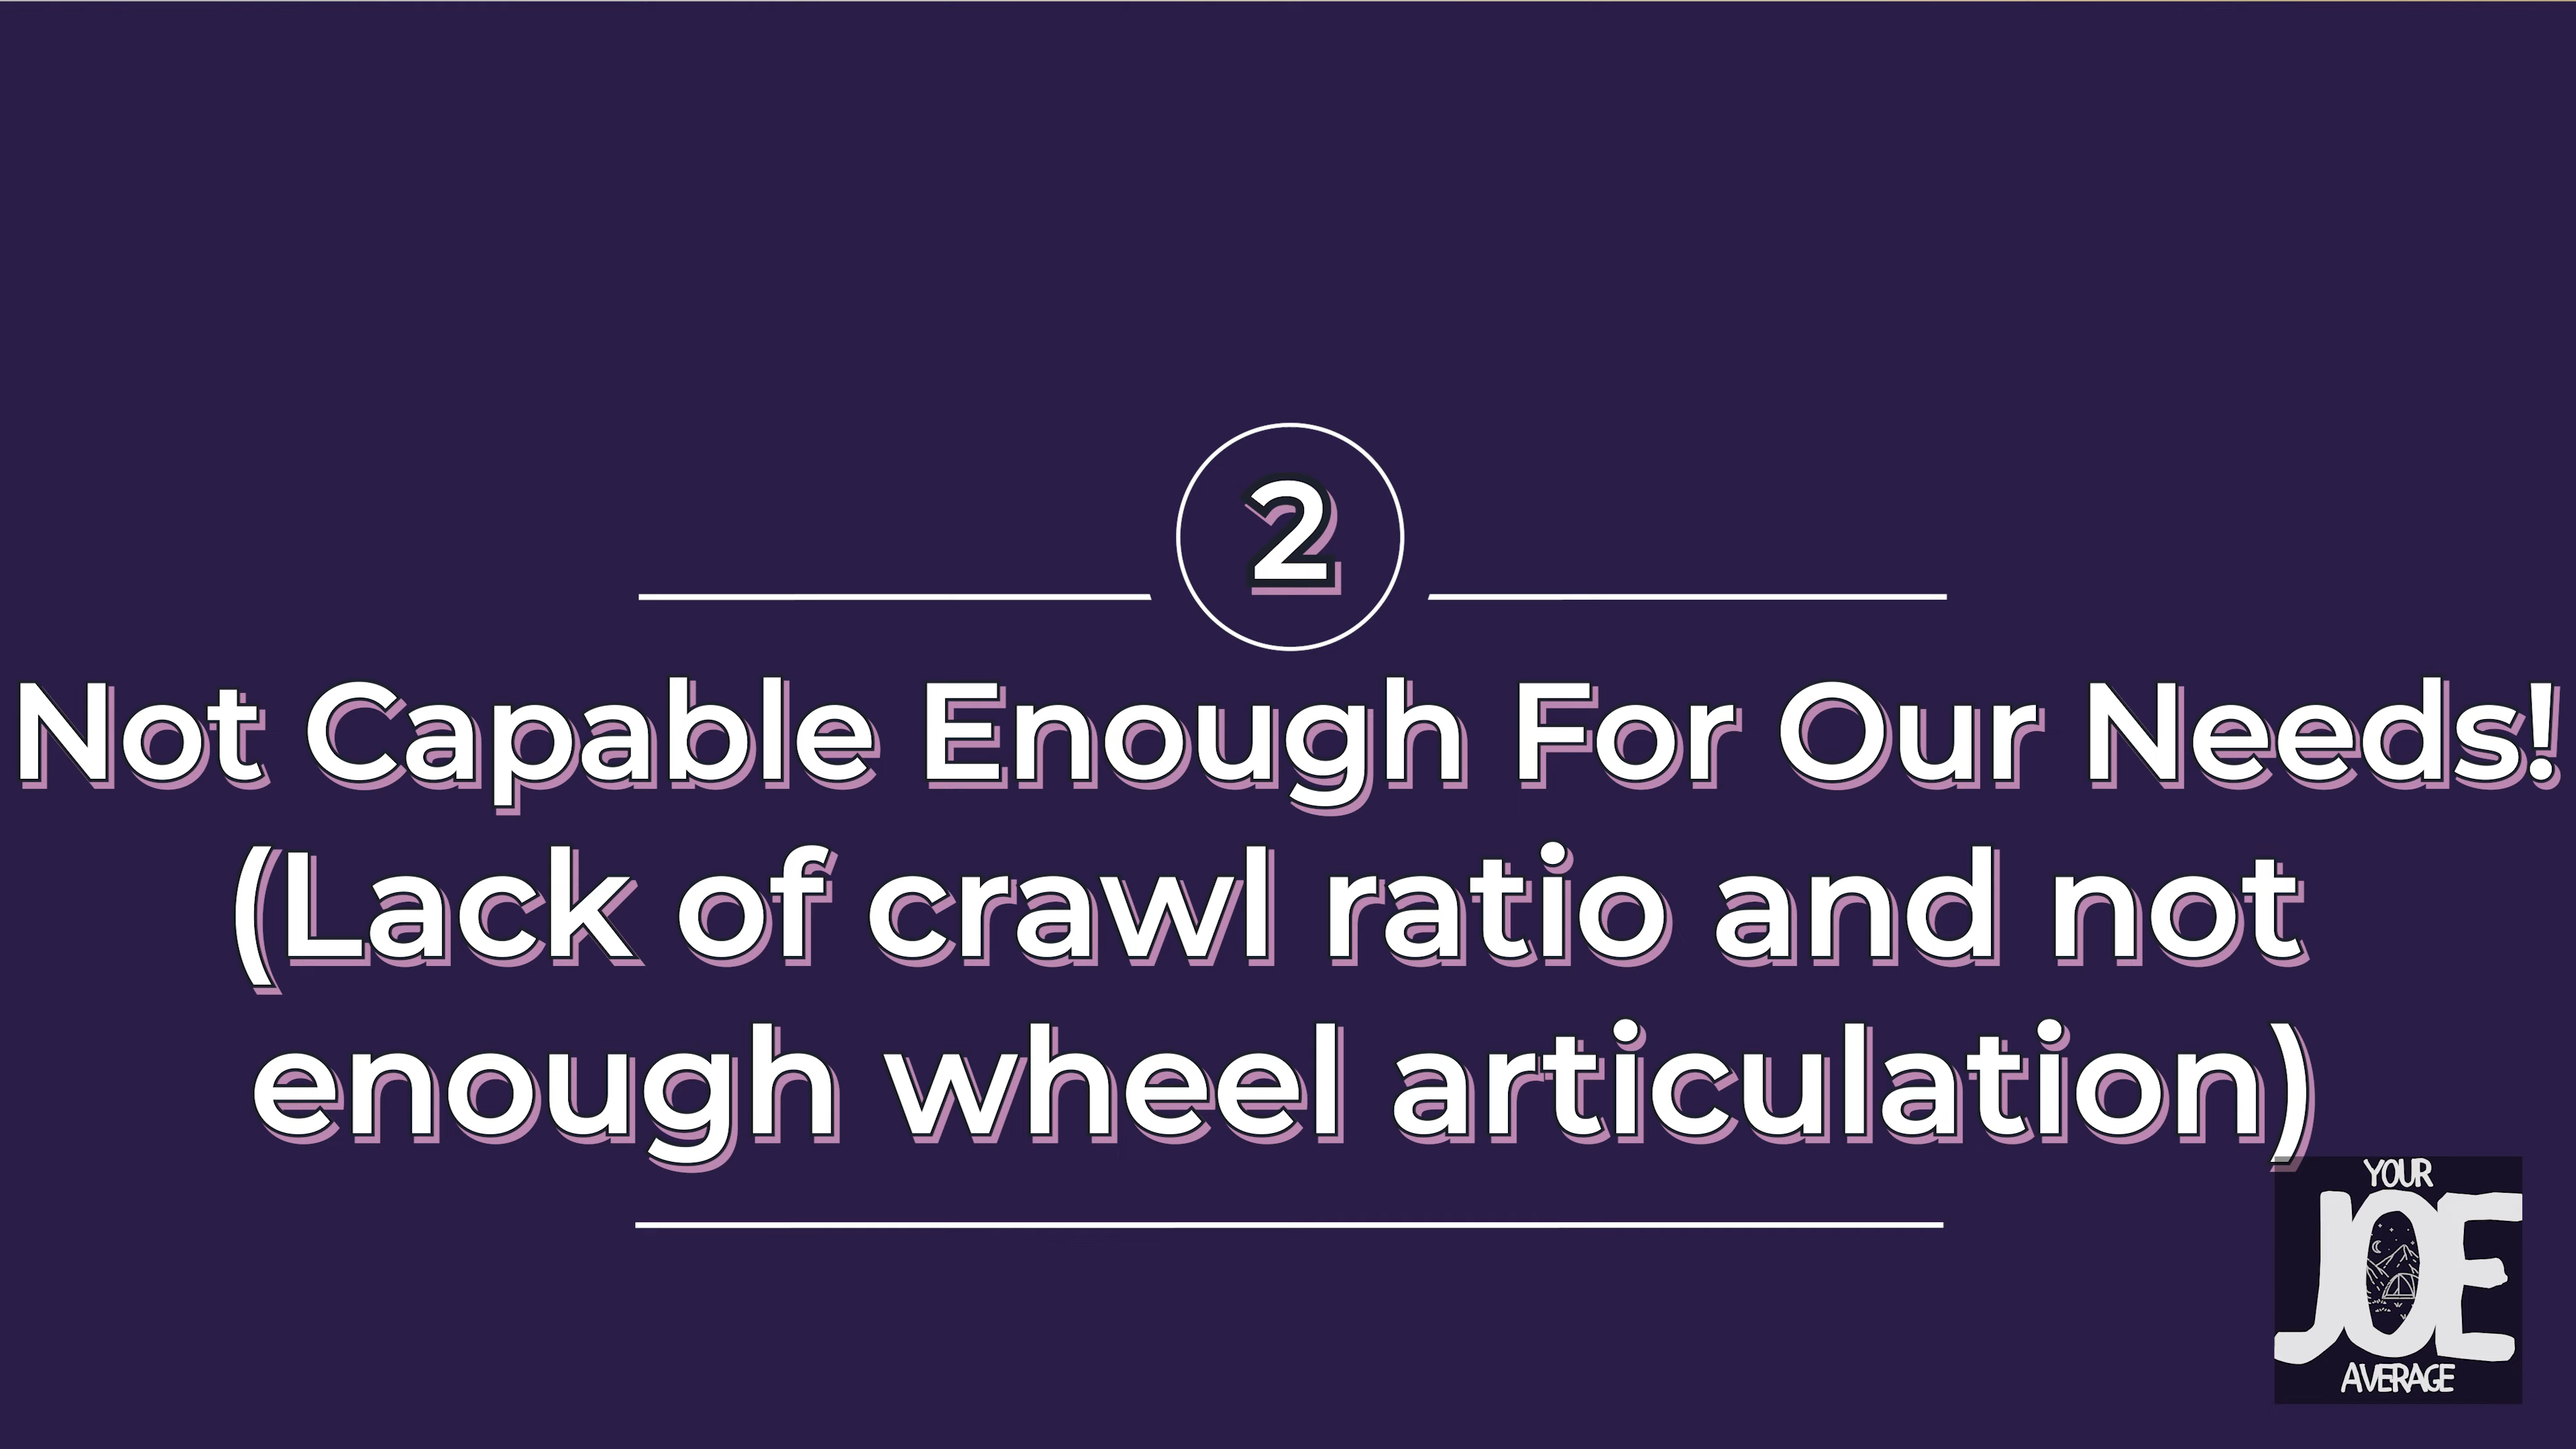 2
Not Capable Enough For Our Needs!
(Lack of crawl ratio and not
enough wheel articulation)
YOUR
JOE
AVERAGE